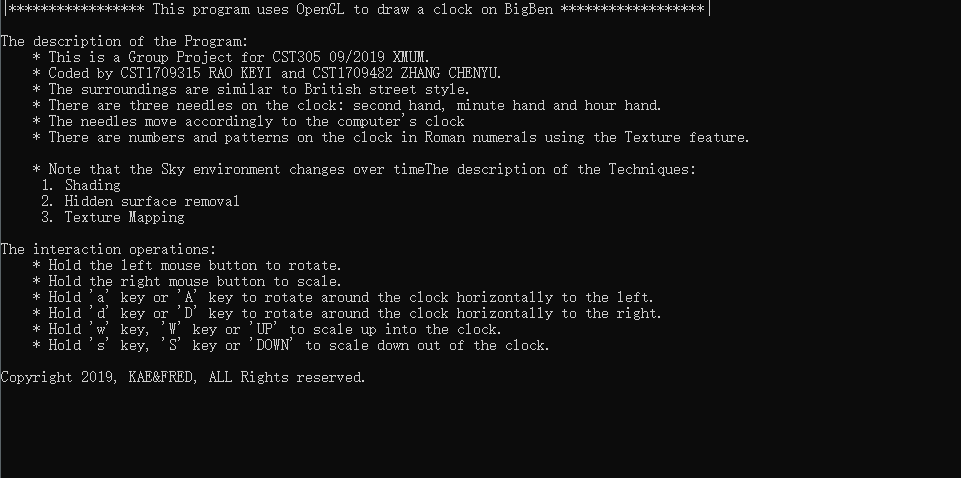 |***************** This program uses OpenGL to draw a clock on BigBen ******************|
The description of the Program:
* This is a Group Project for CST305 09/2019 XMUM.
* Coded by CST1709315 RAO KEYI and CST1709482 ZHANG CHENYU.
* The surroundings are similar to British street style.
* There are three needles on the clock: second hand, minute hand and hour hand.
* The needles move accordingly to the computer's clock
* There are numbers and patterns on the clock in Roman numerals using the Texture feature.
* Note that the Sky environment changes over timeThe description of the Techniques:
1. Shading
2. Hidden surface removal
3. Texture Mapping
The interaction operations:
* Hold the left mouse button to rotate.
* Hold the right mouse button to scale.
* Hold 'a' key or 'A' key to rotate around the clock horizontally to the left.
* Hold 'd' key or 'D' key to rotate around the clock horizontally to the right.
* Hold 'w' key, 'W' key or 'UP' to scale up into the clock.
* Hold 's' key, 'S' key or 'DOWN' to scale down out of the clock.
Copyright 2019, KAE&FRED, ALL Rights reserved.